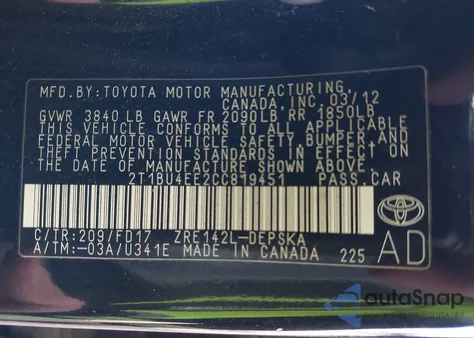 MFD. BY: TOYOTA MOTOR MANUFACTURING
CANADA, INC. 03/12
GVWR 3840 LB GAWR FR 2090LB RR 1850LB
THIS VEHICLE CONFORMS TO ALL APPLICABLE
FEDERAL MOTOR VEHICLE SAFETY, BUMPER, AND
THEFT PREVENTION STANDARDS IN EFFECT ON
THE DATE OF MANUFACTURE SHOWN ABOVE.
2T1BU4EE2CC819451 PASS. CAR
C/TR: 209/FD17 ZRE142L-DEPSKA
A/TM: -03A/U341E MADE IN CANADA 225 AD
autoSnap